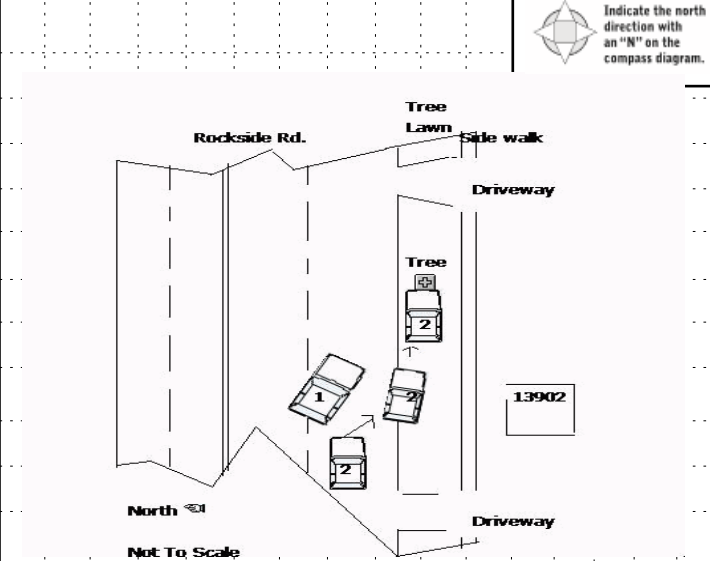 Indicate the north
direction with
an "N" on the
compass diagram.
Tree
Lawn
Rockside Rd.
Side walk
Driveway
Tree
2
1
2
13902
2
North
Driveway
Not To Scale